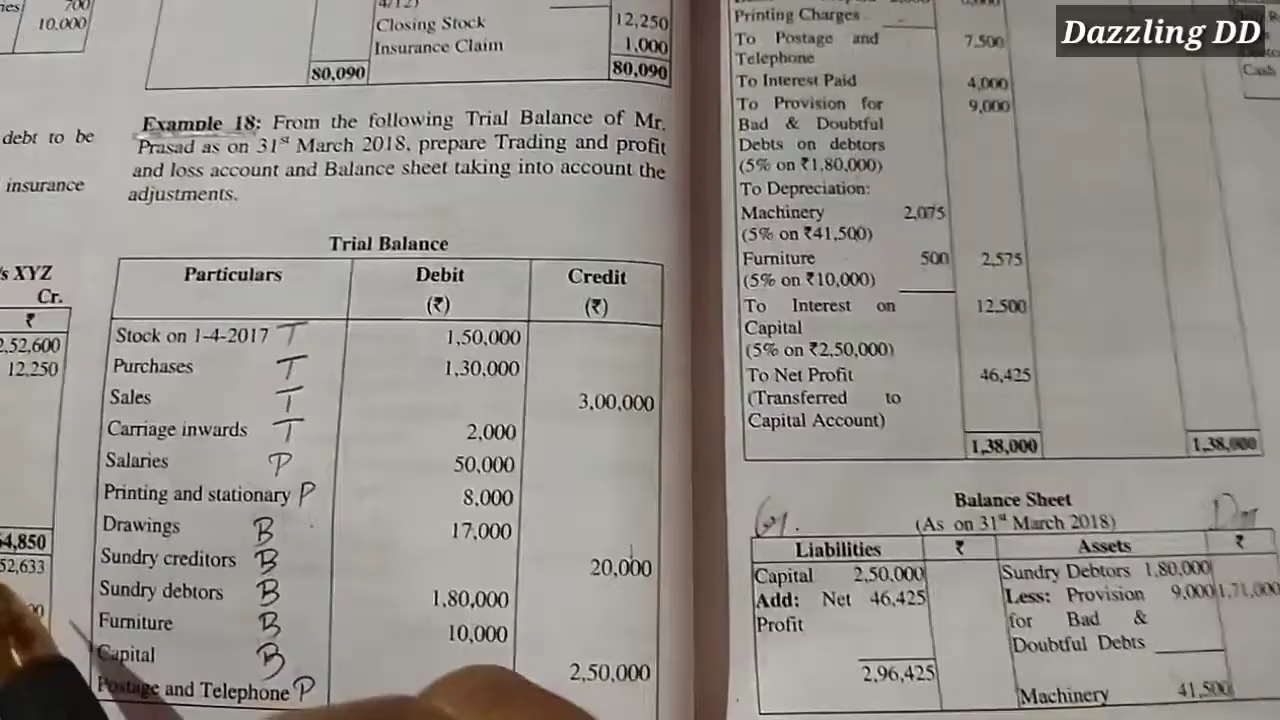 ries 700
10,000
Closing Stock 12,250
Insurance Claim 1,000
80,090 80,090
debt to be
insurance
/s XYZ
Cr.
₹
2,52,600
12,250
64,850
52,633
00
Example 18: From the following Trial Balance of Mr.
Prasad as on 31st March 2018, prepare Trading and profit
and loss account and Balance sheet taking into account the
adjustments.
Trial Balance
Particulars Debit Credit
(₹) (₹)
Stock on 1-4-2017 T 1,50,000
Purchases T 1,30,000
Sales T 3,00,000
Carriage inwards T 2,000
Salaries P 50,000
Printing and stationary P 8,000
Drawings B 17,000
Sundry creditors B 20,000
Sundry debtors B 1,80,000
Furniture B 10,000
Capital B 2,50,000
Postage and Telephone P
Dazzling DD
Printing Charges
To Postage and 7,500
Telephone
To Interest Paid 4,000
To Provision for 9,000
Bad & Doubtful
Debts on debtors
(5% on ₹1,80,000)
To Depreciation:
Machinery 2,075
(5% on ₹41,500)
Furniture 500 2,575
(5% on ₹10,000)
To Interest on 12,500
Capital
(5% on ₹2,50,000)
To Net Profit 46,425
(Transferred to
Capital Account)
1,38,000 1,38,000
Cash
Balance Sheet
(As on 31st March 2018)
Liabilities ₹ Assets ₹
Capital 2,50,000 Sundry Debtors 1,80,000
Add: Net 46,425 Less: Provision 9,000 1,71,000
Profit for Bad &
Doubtful Debts
2,96,425
Machinery 41,500